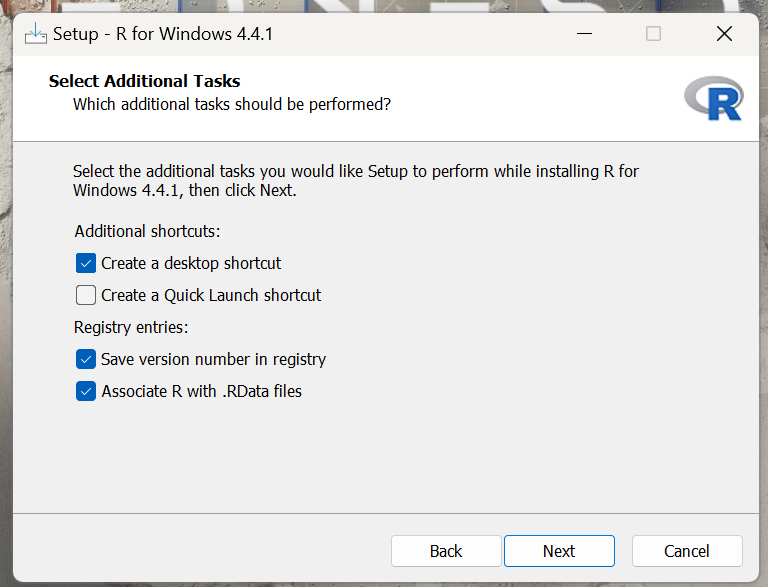 Setup - R for Windows 4.4.1
Select Additional Tasks
Which additional tasks should be performed?
R
Select the additional tasks you would like Setup to perform while installing R for
Windows 4.4.1, then click Next.
Additional shortcuts:
Create a desktop shortcut
Create a Quick Launch shortcut
Registry entries:
Save version number in registry
Associate R with .RData files
Back
Next
Cancel